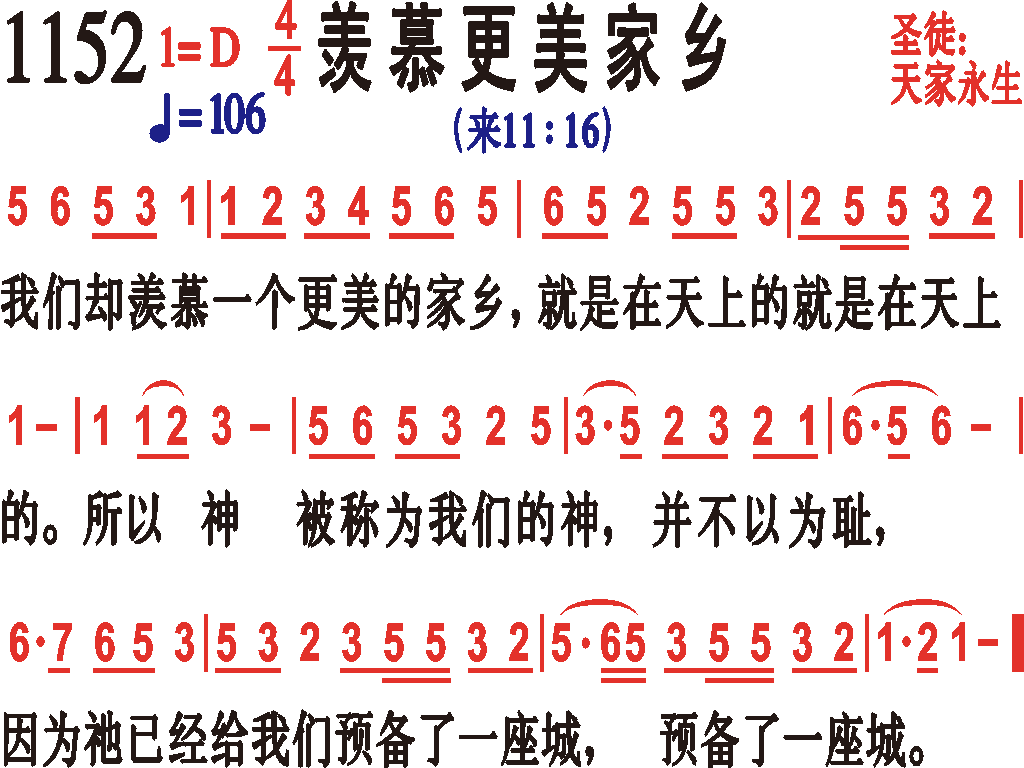 1152 1=D 4/4 羡慕更美家乡 圣徒:
♩=106 (来11:16) 天家永生
5 6 5 3 1|1 2 3 4 5 6 5|6 5 2 5 5 3|2 5 5 3 2|
我们却羡慕一个更美的家乡,就是在天上的就是在天上
1-|1 1 2 3 -|5 6 5 3 2 5|3·5 2 3 2 1|6·5 6 -|
的。所以 神 被称为我们的神, 并不以为耻,
6·7 6 5 3|5 3 2 3 5 5 3 2|5·65 3 5 5 3 2|1·2 1-
因为祂已经给我们预备了一座城, 预备了一座城。